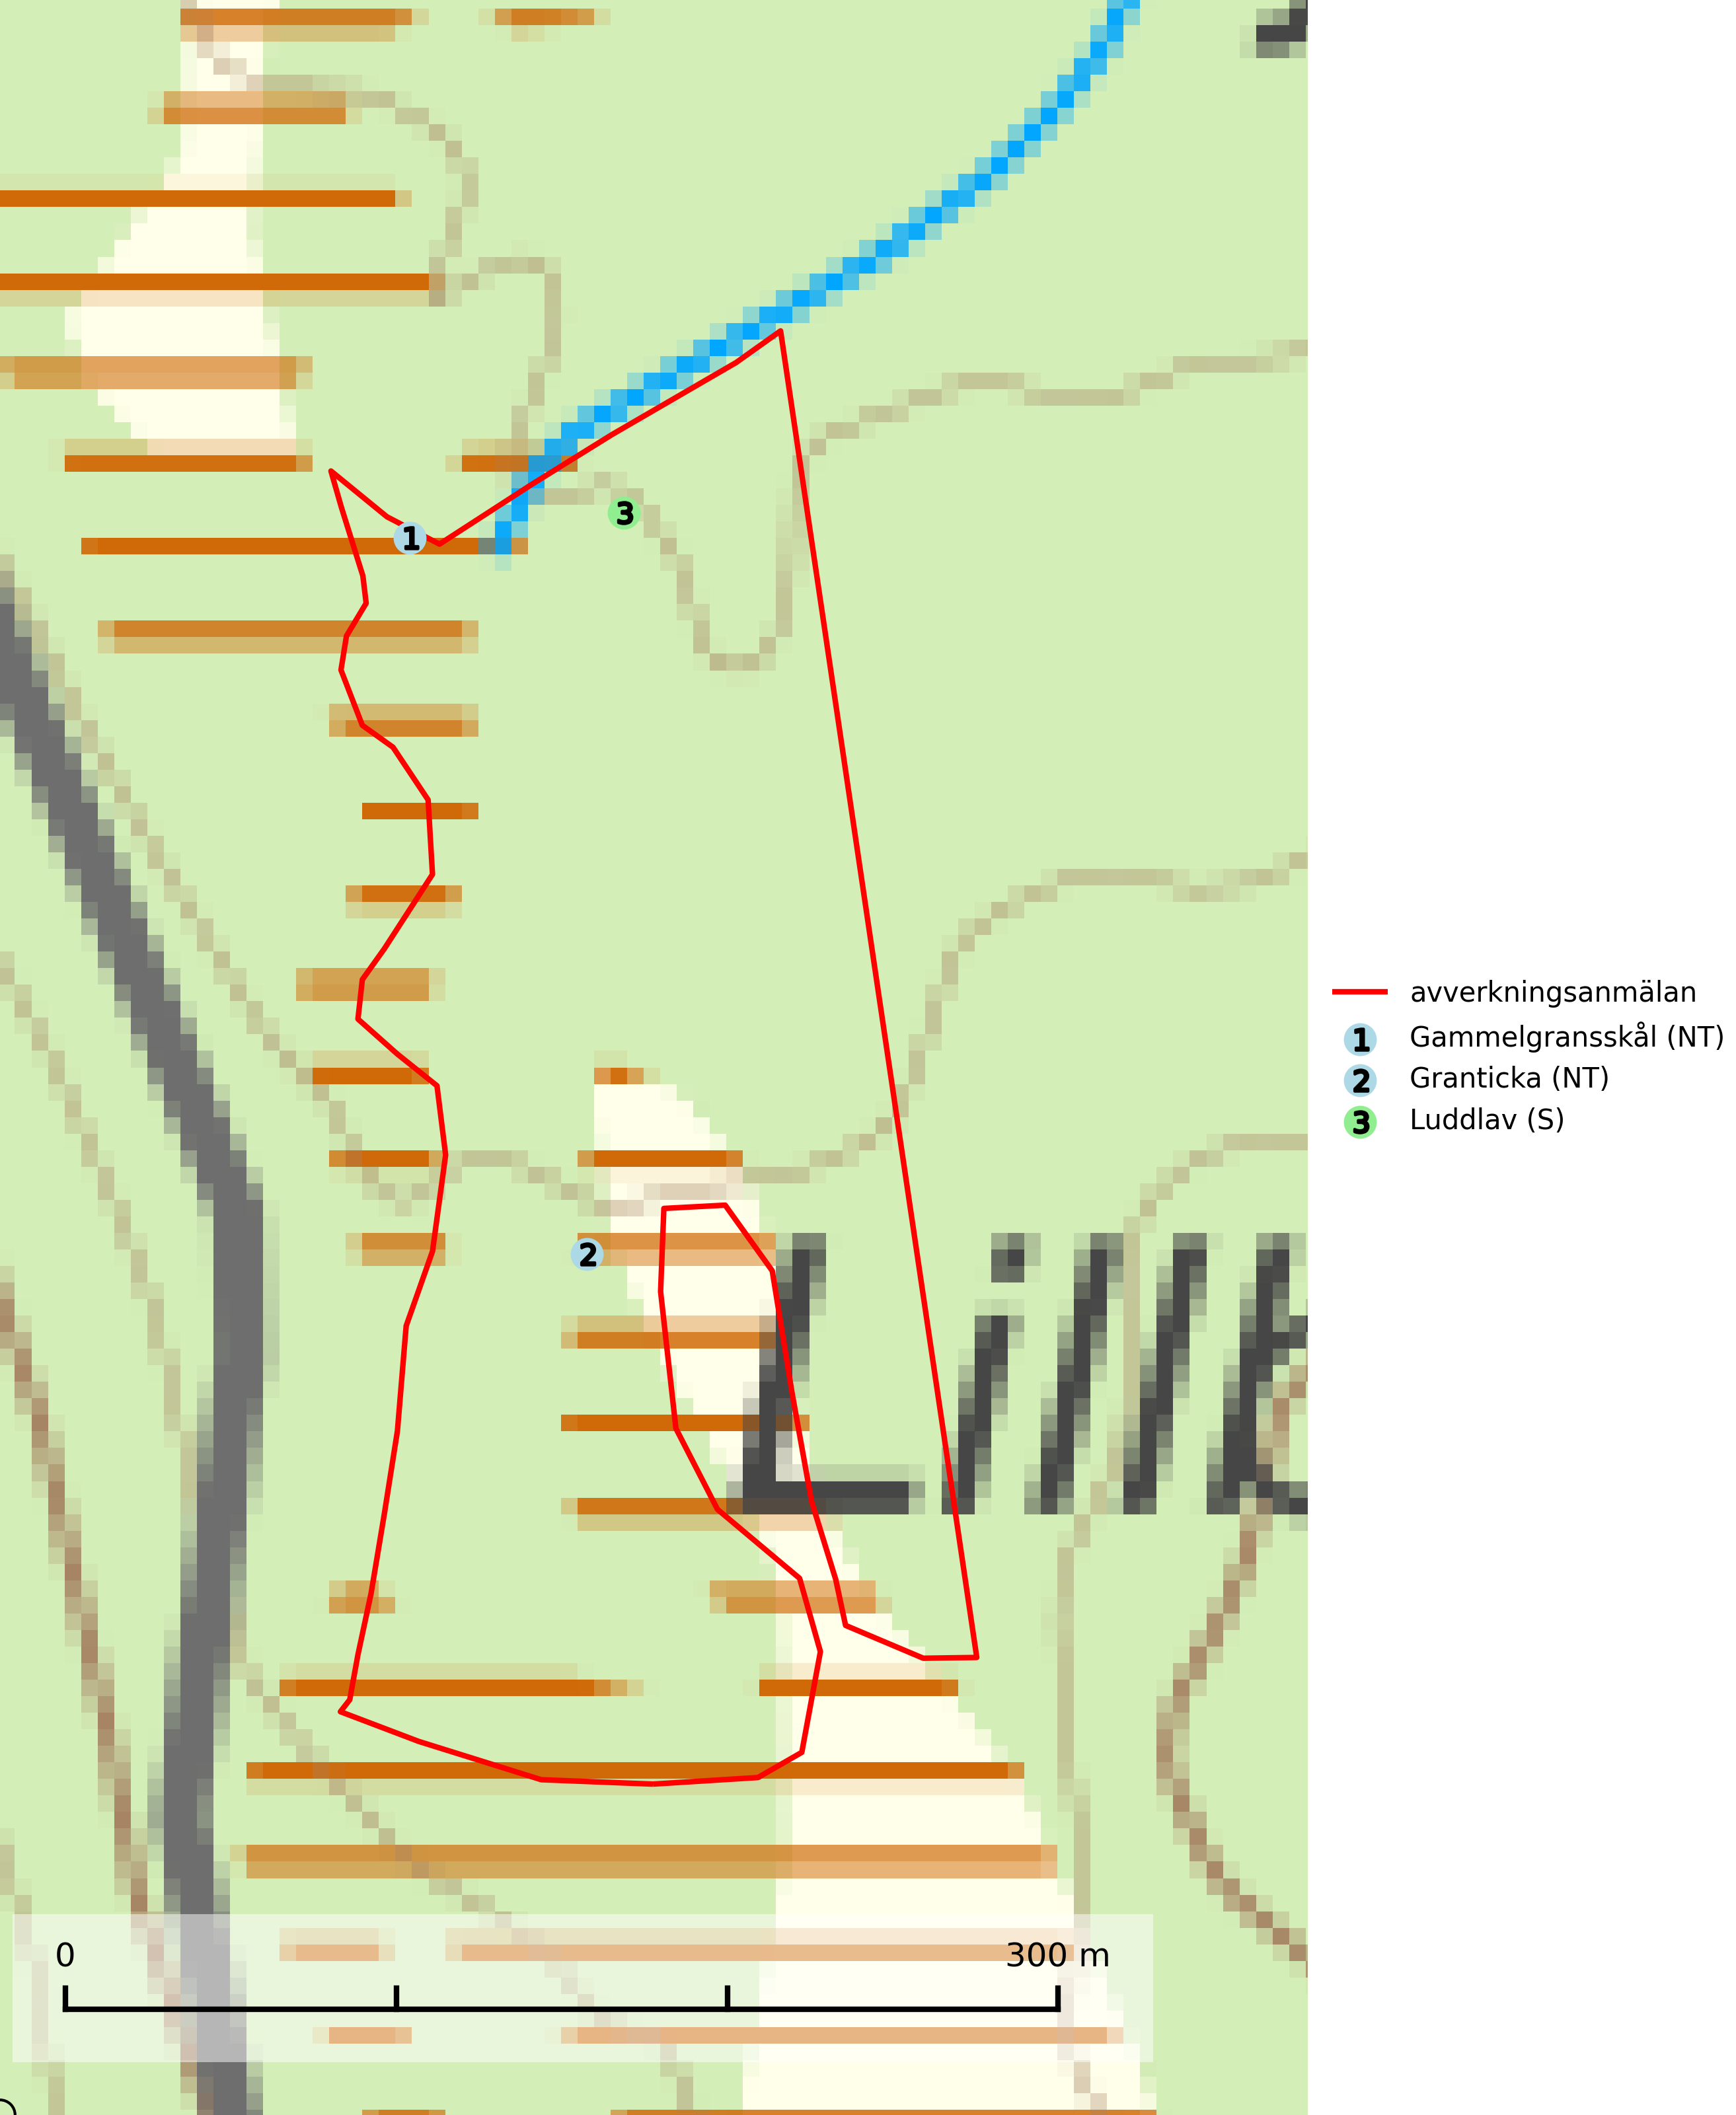 1
3
2
avverkningsanmälan
1 Gammelgransskål (NT)
2 Granticka (NT)
3 Luddlav (S)
0 300 m